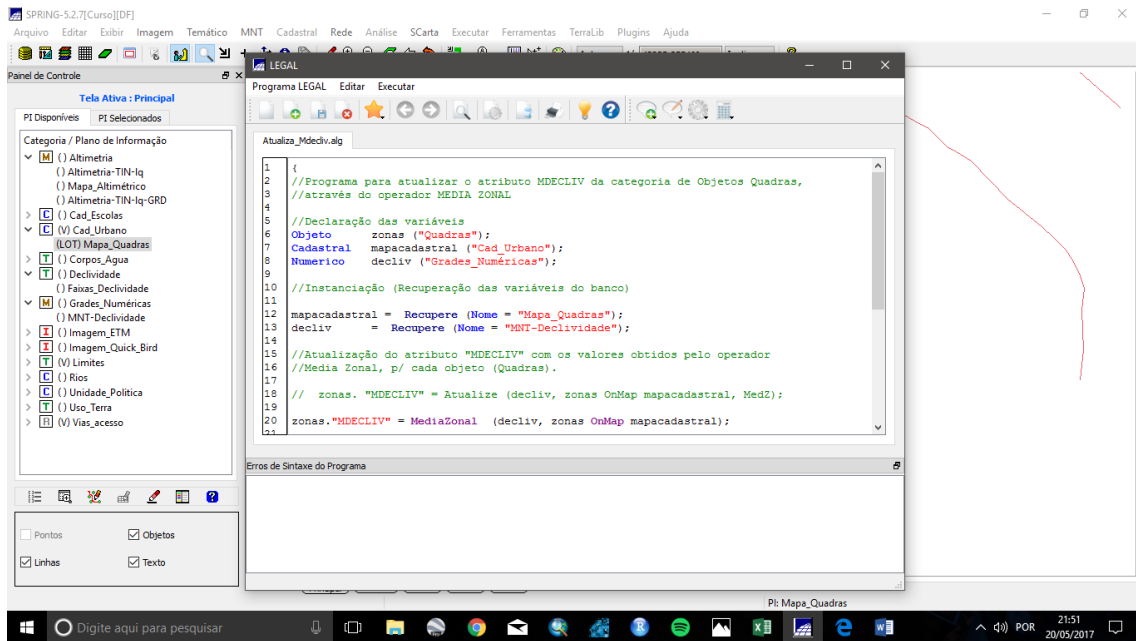 SPRING-5.2.7[Curso][DF]
Arquivo Editar Exibir Imagem Temático MNT Cadastral Rede Análise SCarta Executar Ferramentas TerraLib Plugins Ajuda
Painel de Controle
Tela Ativa : Principal
PI Disponíveis PI Selecionados
Categoria / Plano de Informação
M () Altimetria
() Altimetria-TIN-lq
() Mapa_Altimétrico
() Altimetria-TIN-lq-GRD
C () Cad_Escolas
C (V) Cad_Urbano
(LOT) Mapa_Quadras
T () Corpos_Agua
T () Declividade
() Faixas_Declividade
M () Grades_Numéricas
() MNT-Declividade
I () Imagem_ETM
I () Imagem_Quick_Bird
T (V) Limites
C () Rios
C () Unidade_Politica
T () Uso_Terra
R (V) Vias_acesso
Pontos Objetos
Linhas Texto
LEGAL
Programa LEGAL Editar Executar
Atualiza_Mdecliv.alg
1 {
2 //Programa para atualizar o atributo MDECLIV da categoria de Objetos Quadras,
3 //através do operador MEDIA ZONAL
4
5 //Declaração das variáveis
6 Objeto zonas ("Quadras");
7 Cadastral mapacadastral ("Cad_Urbano");
8 Numerico decliv ("Grades_Numéricas");
9
10 //Instanciação (Recuperação das variáveis do banco)
11
12 mapacadastral = Recupere (Nome = "Mapa_Quadras");
13 decliv = Recupere (Nome = "MNT-Declividade");
14
15 //Atualização do atributo "MDECLIV" com os valores obtidos pelo operador
16 //Media Zonal, p/ cada objeto (Quadras).
17
18 // zonas. "MDECLIV" = Atualize (decliv, zonas OnMap mapacadastral, MedZ);
19
20 zonas."MDECLIV" = MediaZonal (decliv, zonas OnMap mapacadastral);
21
Erros de Sintaxe do Programa
PI: Mapa_Quadras
Digite aqui para pesquisar
POR
21:51
20/05/2017